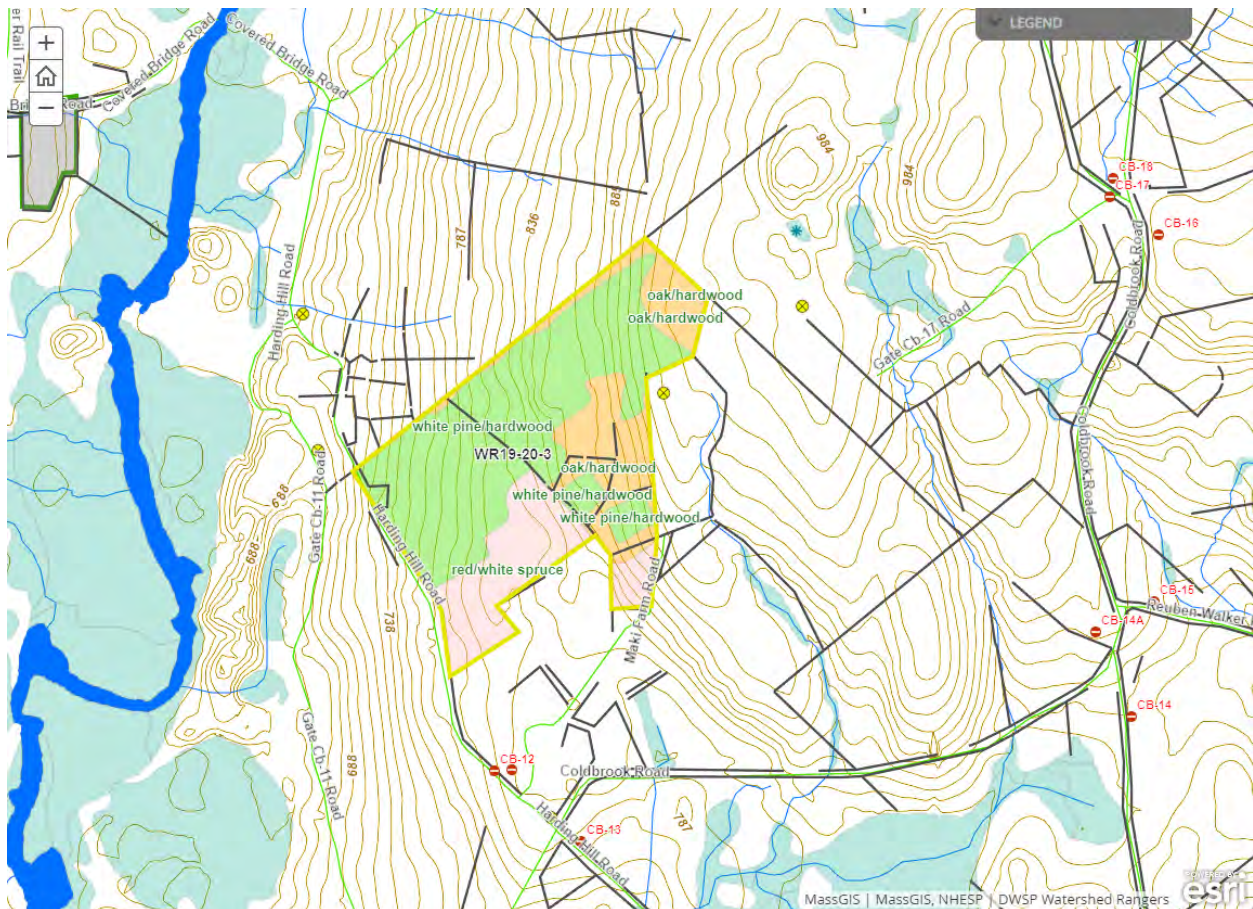 LEGEND
er Rail Trail
Covered Bridge Road
Covered Bridge Road
Road
+
−
984
984
885
836
787
CB-18
CB-17
CB-16
Coldbrook Road
Harding Hill Road
oak/hardwood
oak/hardwood
Gate Cb-17 Road
white pine/hardwood
WR19-20-3
oak/hardwood
white pine/hardwood
white pine/hardwood
Coldbrook Road
688
688
Gate Cb-11 Road
Harding Hill Road
red/white spruce
738
Maki Farm Road
CB-15
Reuben Walker
CB-14A
CB-14
Gate Cb-11 Road
688
CB-12
Coldbrook Road
CB-13
Harding Hill Road
787
MassGIS | MassGIS, NHESP | DWSP Watershed Rangers
POWERED BY
esri